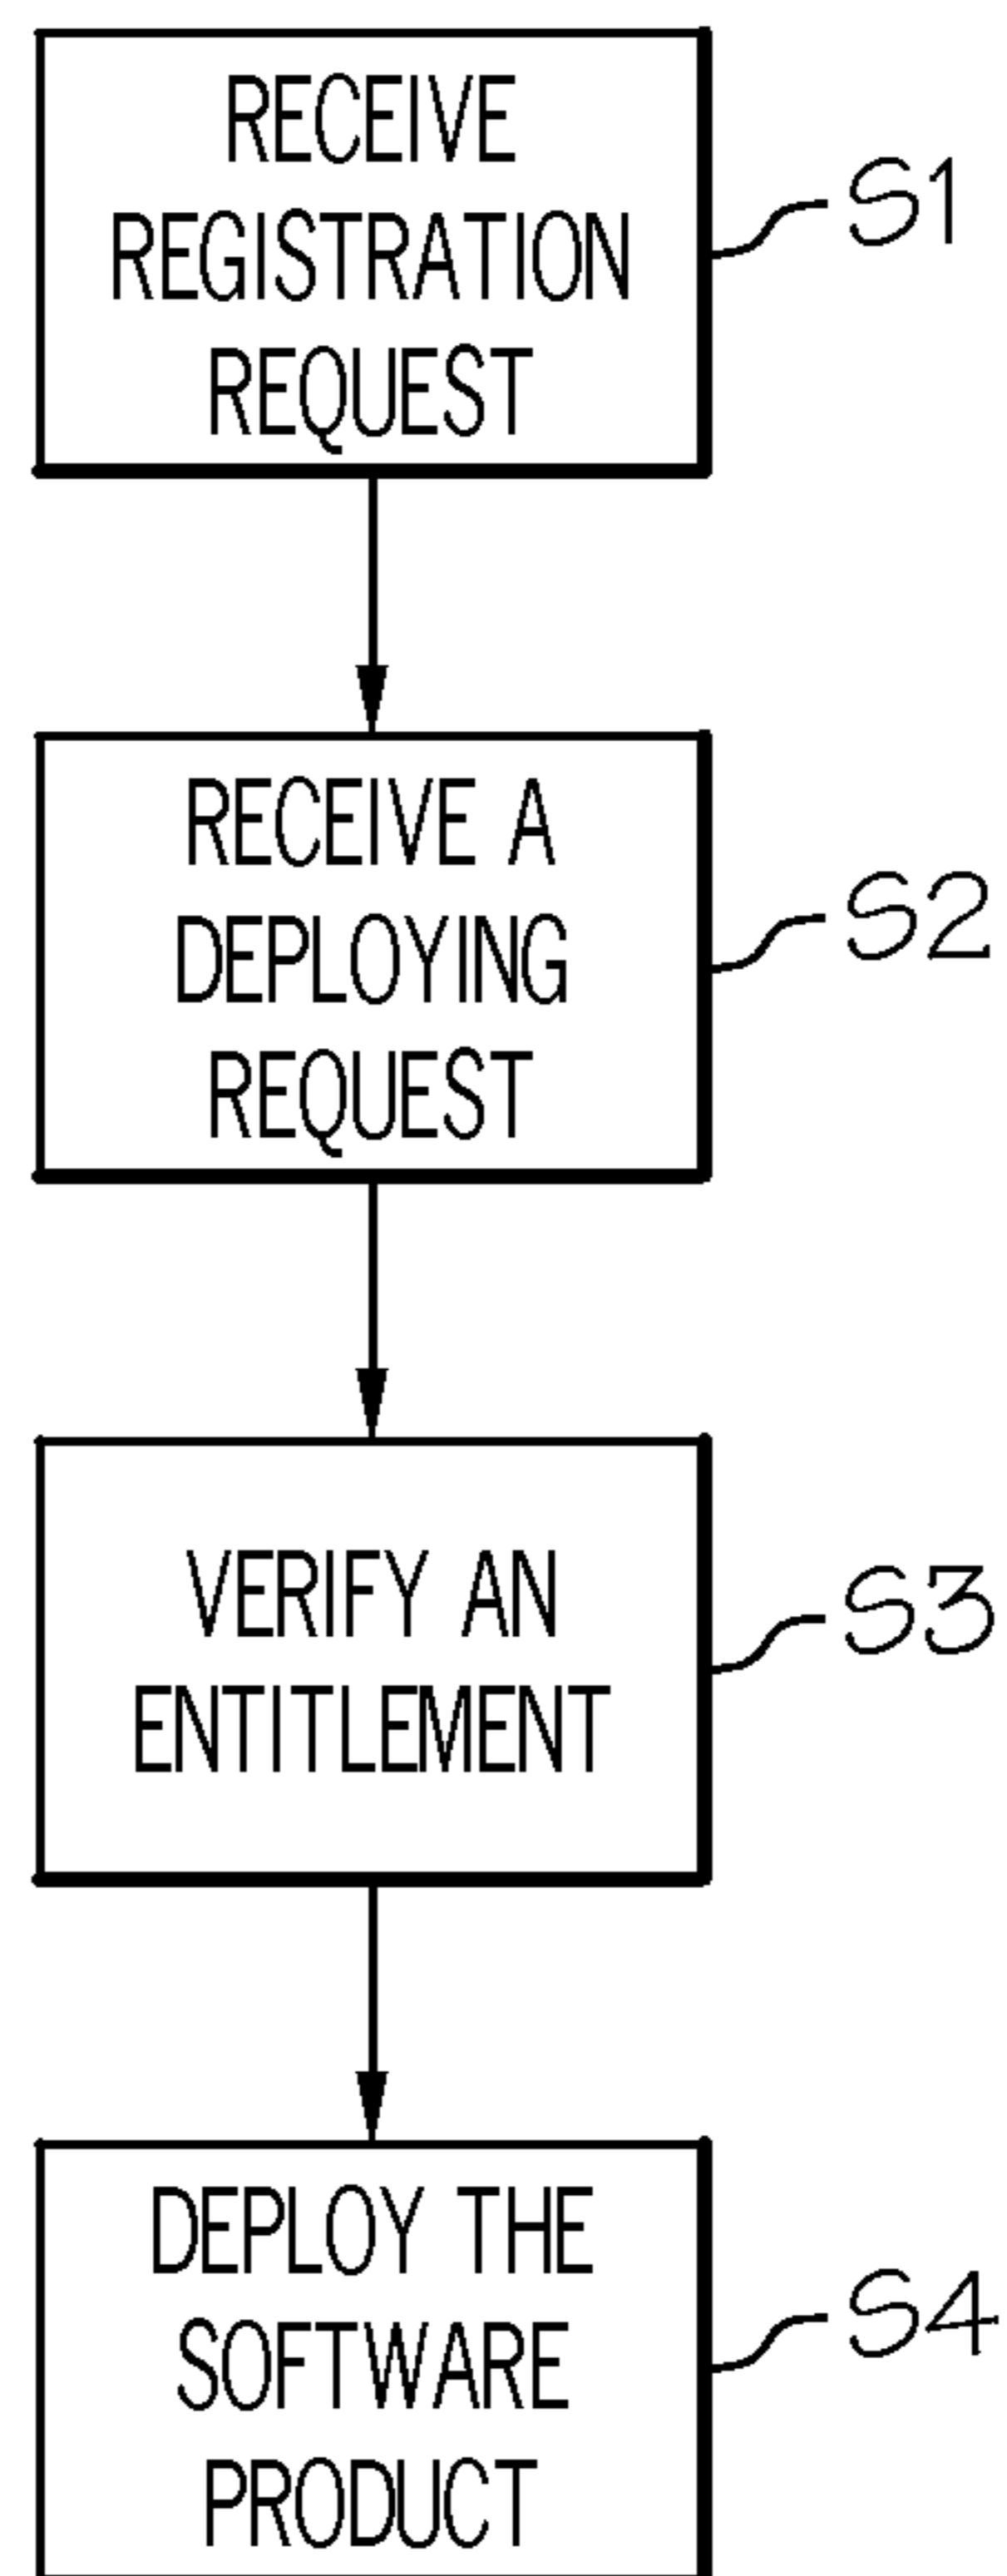 RECEIVE
REGISTRATION
REQUEST
S1
RECEIVE A
DEPLOYING
REQUEST
S2
VERIFY AN
ENTITLEMENT
S3
DEPLOY THE
SOFTWARE
PRODUCT
S4